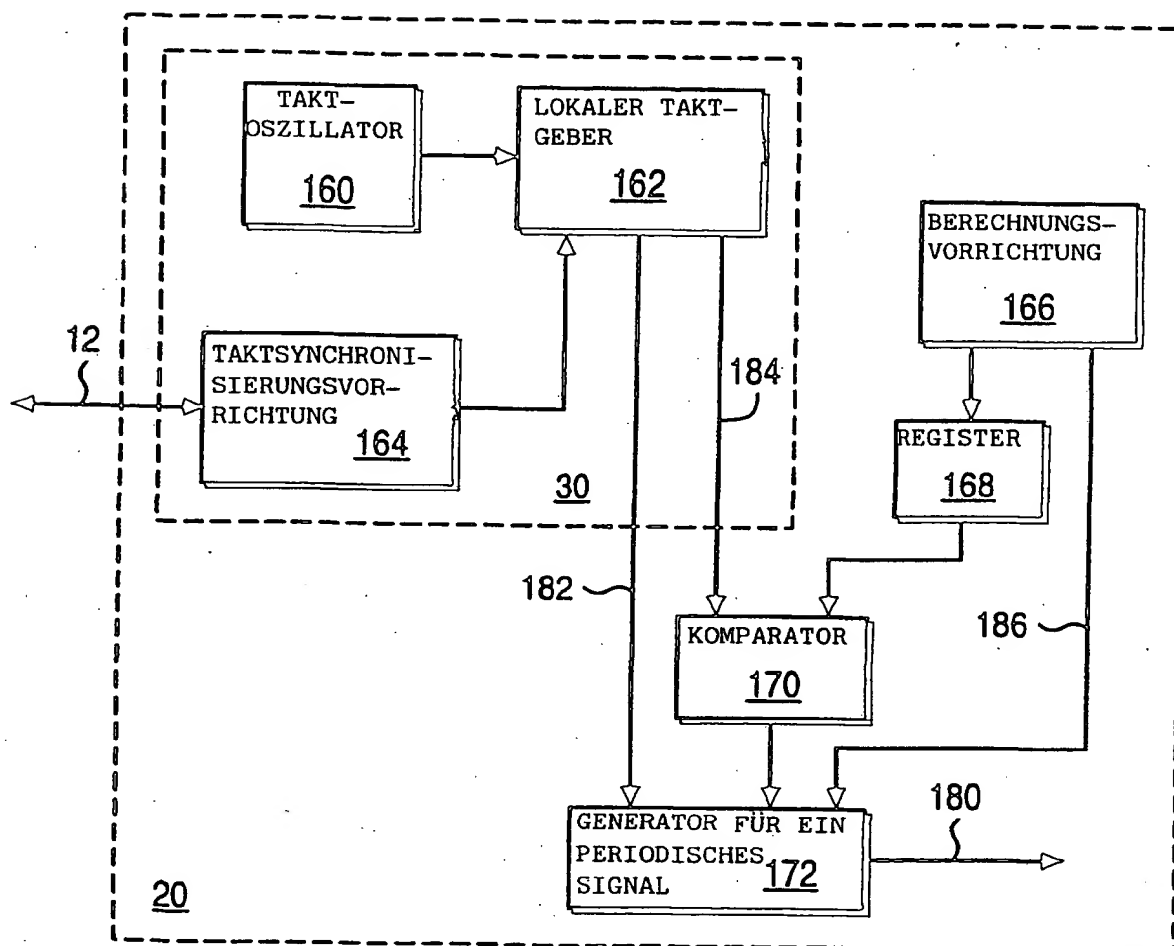 TAKT-
OSZILLATOR
160
LOKALER TAKT-
GEBER
162
BERECHNUNGS-
VORRICHTUNG
166
12
TAKTSYNCHRONI-
SIERUNGSVOR-
RICHTUNG
164
184
REGISTER
168
30
182
KOMPARATOR
170
186
GENERATOR FÜR EIN
PERIODISCHES
SIGNAL
172
180
20